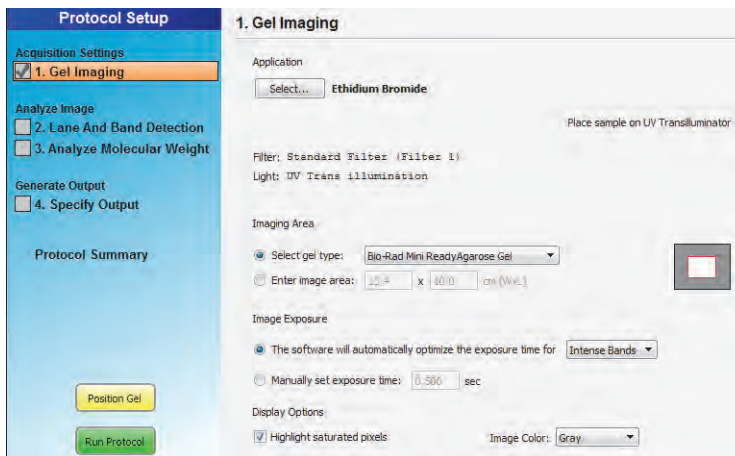 Protocol Setup
Acquisition Settings
1. Gel Imaging
Analyze Image
2. Lane And Band Detection
3. Analyze Molecular Weight
Generate Output
4. Specify Output
Protocol Summary
Position Gel
Run Protocol
1. Gel Imaging
Application
Select... Ethidium Bromide
Place sample on UV Transilluminator
Filter: Standard Filter (Filter 1)
Light: UV Trans illumination
Imaging Area
Select gel type: Bio-Rad Mini ReadyAgarose Gel
Enter image area: x cm (WxL)
Image Exposure
The software will automatically optimize the exposure time for Intense Bands
Manually set exposure time: sec
Display Options
Highlight saturated pixels Image Color: Gray